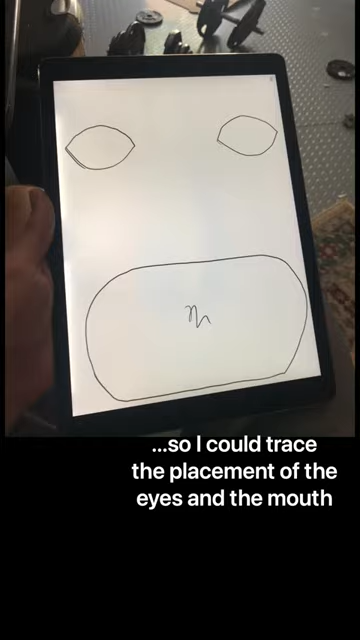 ...so I could trace
the placement of the
eyes and the mouth